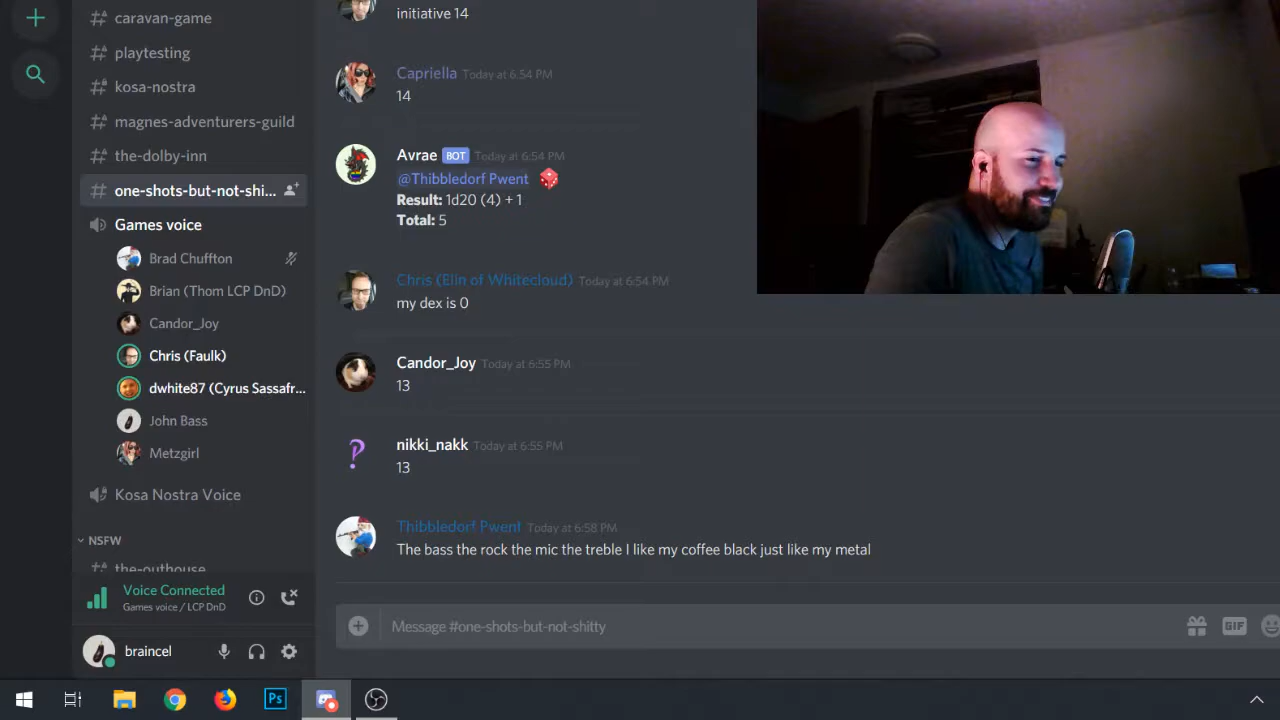 caravan-game
playtesting
kosa-nostra
magnes-adventurers-guild
the-dolby-inn
one-shots-but-not-shi...
Games voice
Brad Chuffton
Brian (Thom LCP DnD)
Candor_Joy
Chris (Faulk)
dwhite87 (Cyrus Sassafr...
John Bass
Metzgirl
Kosa Nostra Voice
NSFW
the-outhouse
Voice Connected
Games voice / LCP DnD
braincel
initiative 14
Capriella Today at 6:54 PM
14
Avrae BOT Today at 6:54 PM
@Thibbledorf Pwent
Result: 1d20 (4) + 1
Total: 5
Chris (Elin of Whitecloud) Today at 6:54 PM
my dex is 0
Candor_Joy Today at 6:55 PM
13
nikki_nakk Today at 6:55 PM
13
Thibbledorf Pwent Today at 6:58 PM
The bass the rock the mic the treble I like my coffee black just like my metal
Message #one-shots-but-not-shitty
GIF
Ps